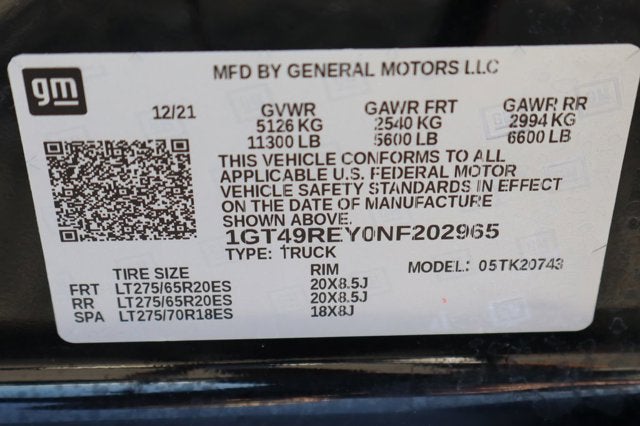 gm
MFD BY GENERAL MOTORS LLC
12/21 GVWR GAWR FRT GAWR RR
5126 KG 2540 KG 2994 KG
11300 LB 5600 LB 6600 LB
THIS VEHICLE CONFORMS TO ALL
APPLICABLE U.S. FEDERAL MOTOR
VEHICLE SAFETY STANDARDS IN EFFECT
ON THE DATE OF MANUFACTURE
SHOWN ABOVE.
1GT49REY0NF202965
TYPE: TRUCK MODEL: 05TK20743
TIRE SIZE RIM
FRT LT275/65R20ES 20X8.5J
RR LT275/65R20ES 20X8.5J
SPA LT275/70R18ES 18X8J